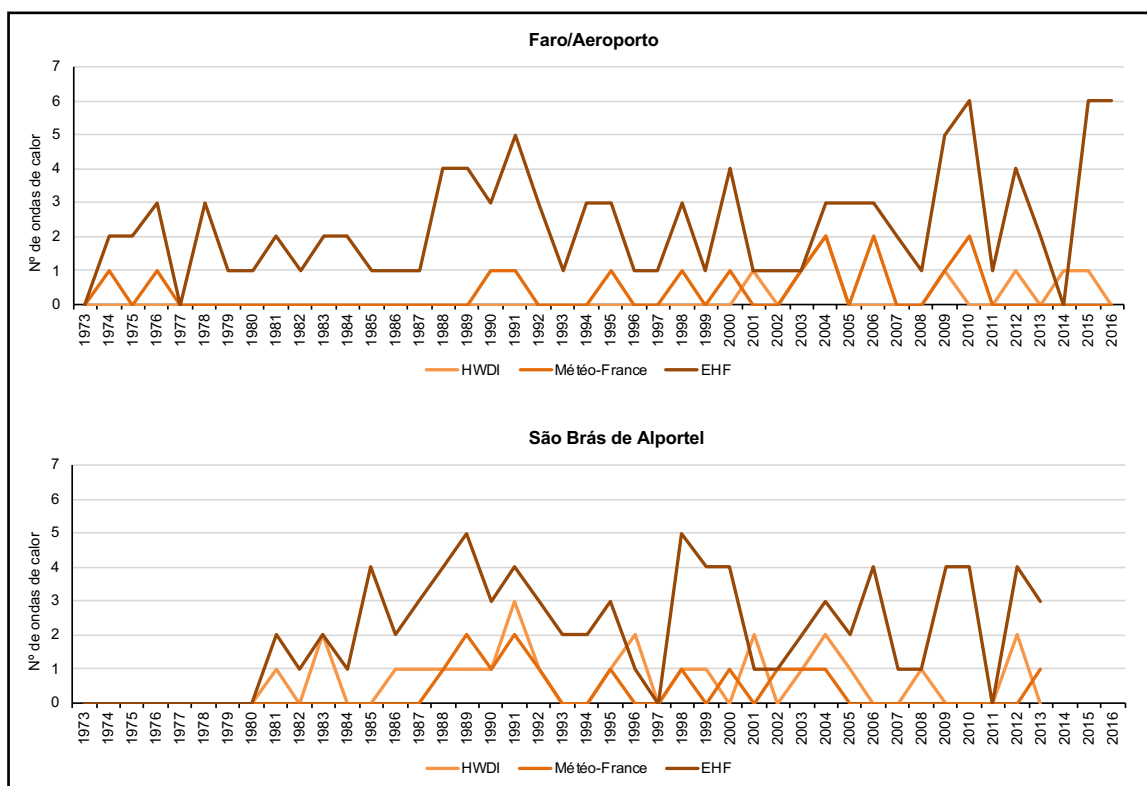 Faro/Aeroporto
Nº de ondas de calor
7
6
5
4
3
2
1
0
1973 1974 1975 1976 1977 1978 1979 1980 1981 1982 1983 1984 1985 1986 1987 1988 1989 1990 1991 1992 1993 1994 1995 1996 1997 1998 1999 2000 2001 2002 2003 2004 2005 2006 2007 2008 2009 2010 2011 2012 2013 2014 2015 2016
HWDI Météo-France EHF
São Brás de Alportel
Nº de ondas de calor
7
6
5
4
3
2
1
0
1973 1974 1975 1976 1977 1978 1979 1980 1981 1982 1983 1984 1985 1986 1987 1988 1989 1990 1991 1992 1993 1994 1995 1996 1997 1998 1999 2000 2001 2002 2003 2004 2005 2006 2007 2008 2009 2010 2011 2012 2013 2014 2015 2016
HWDI Météo-France EHF